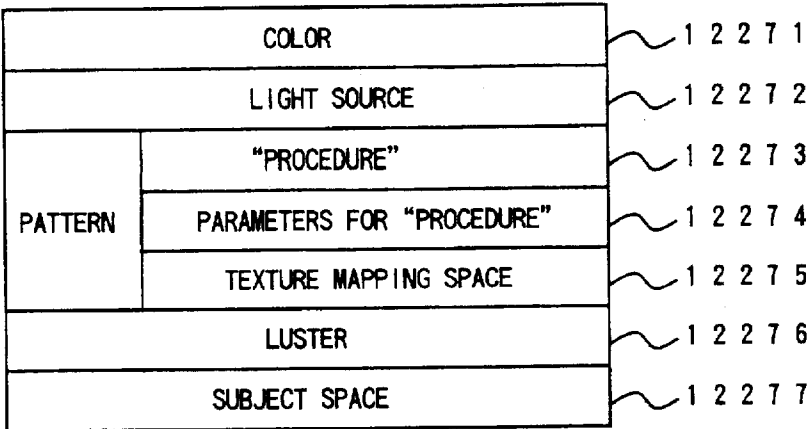 COLOR 12271
LIGHT SOURCE 12272
"PROCEDURE" 12273
PATTERN PARAMETERS FOR "PROCEDURE" 12274
TEXTURE MAPPING SPACE 12275
LUSTER 12276
SUBJECT SPACE 12277